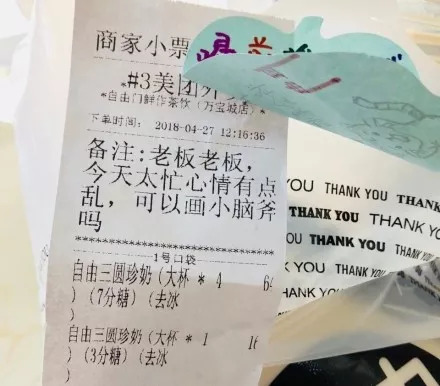 商家小票
#3美团外
*自由门鲜作茶饮（万宝城店）*
下单时间： 2018-04-27 12:16:36
备注:老板老板，
今天太忙心情有点
乱，可以画小脑斧
吗
1号口袋
自由三圆珍奶（大杯 * 4
）（7分糖）（去冰
）
自由三圆珍奶（大杯 * 1
）（3分糖）（去冰
）
YOU THANK YOU THANK
THANK YOU THANK YOU
YOU THANK YOU THANK
THANK YOU THANK YOU
YOU THANK YOU
HANK YOU THANK
THANK YOU